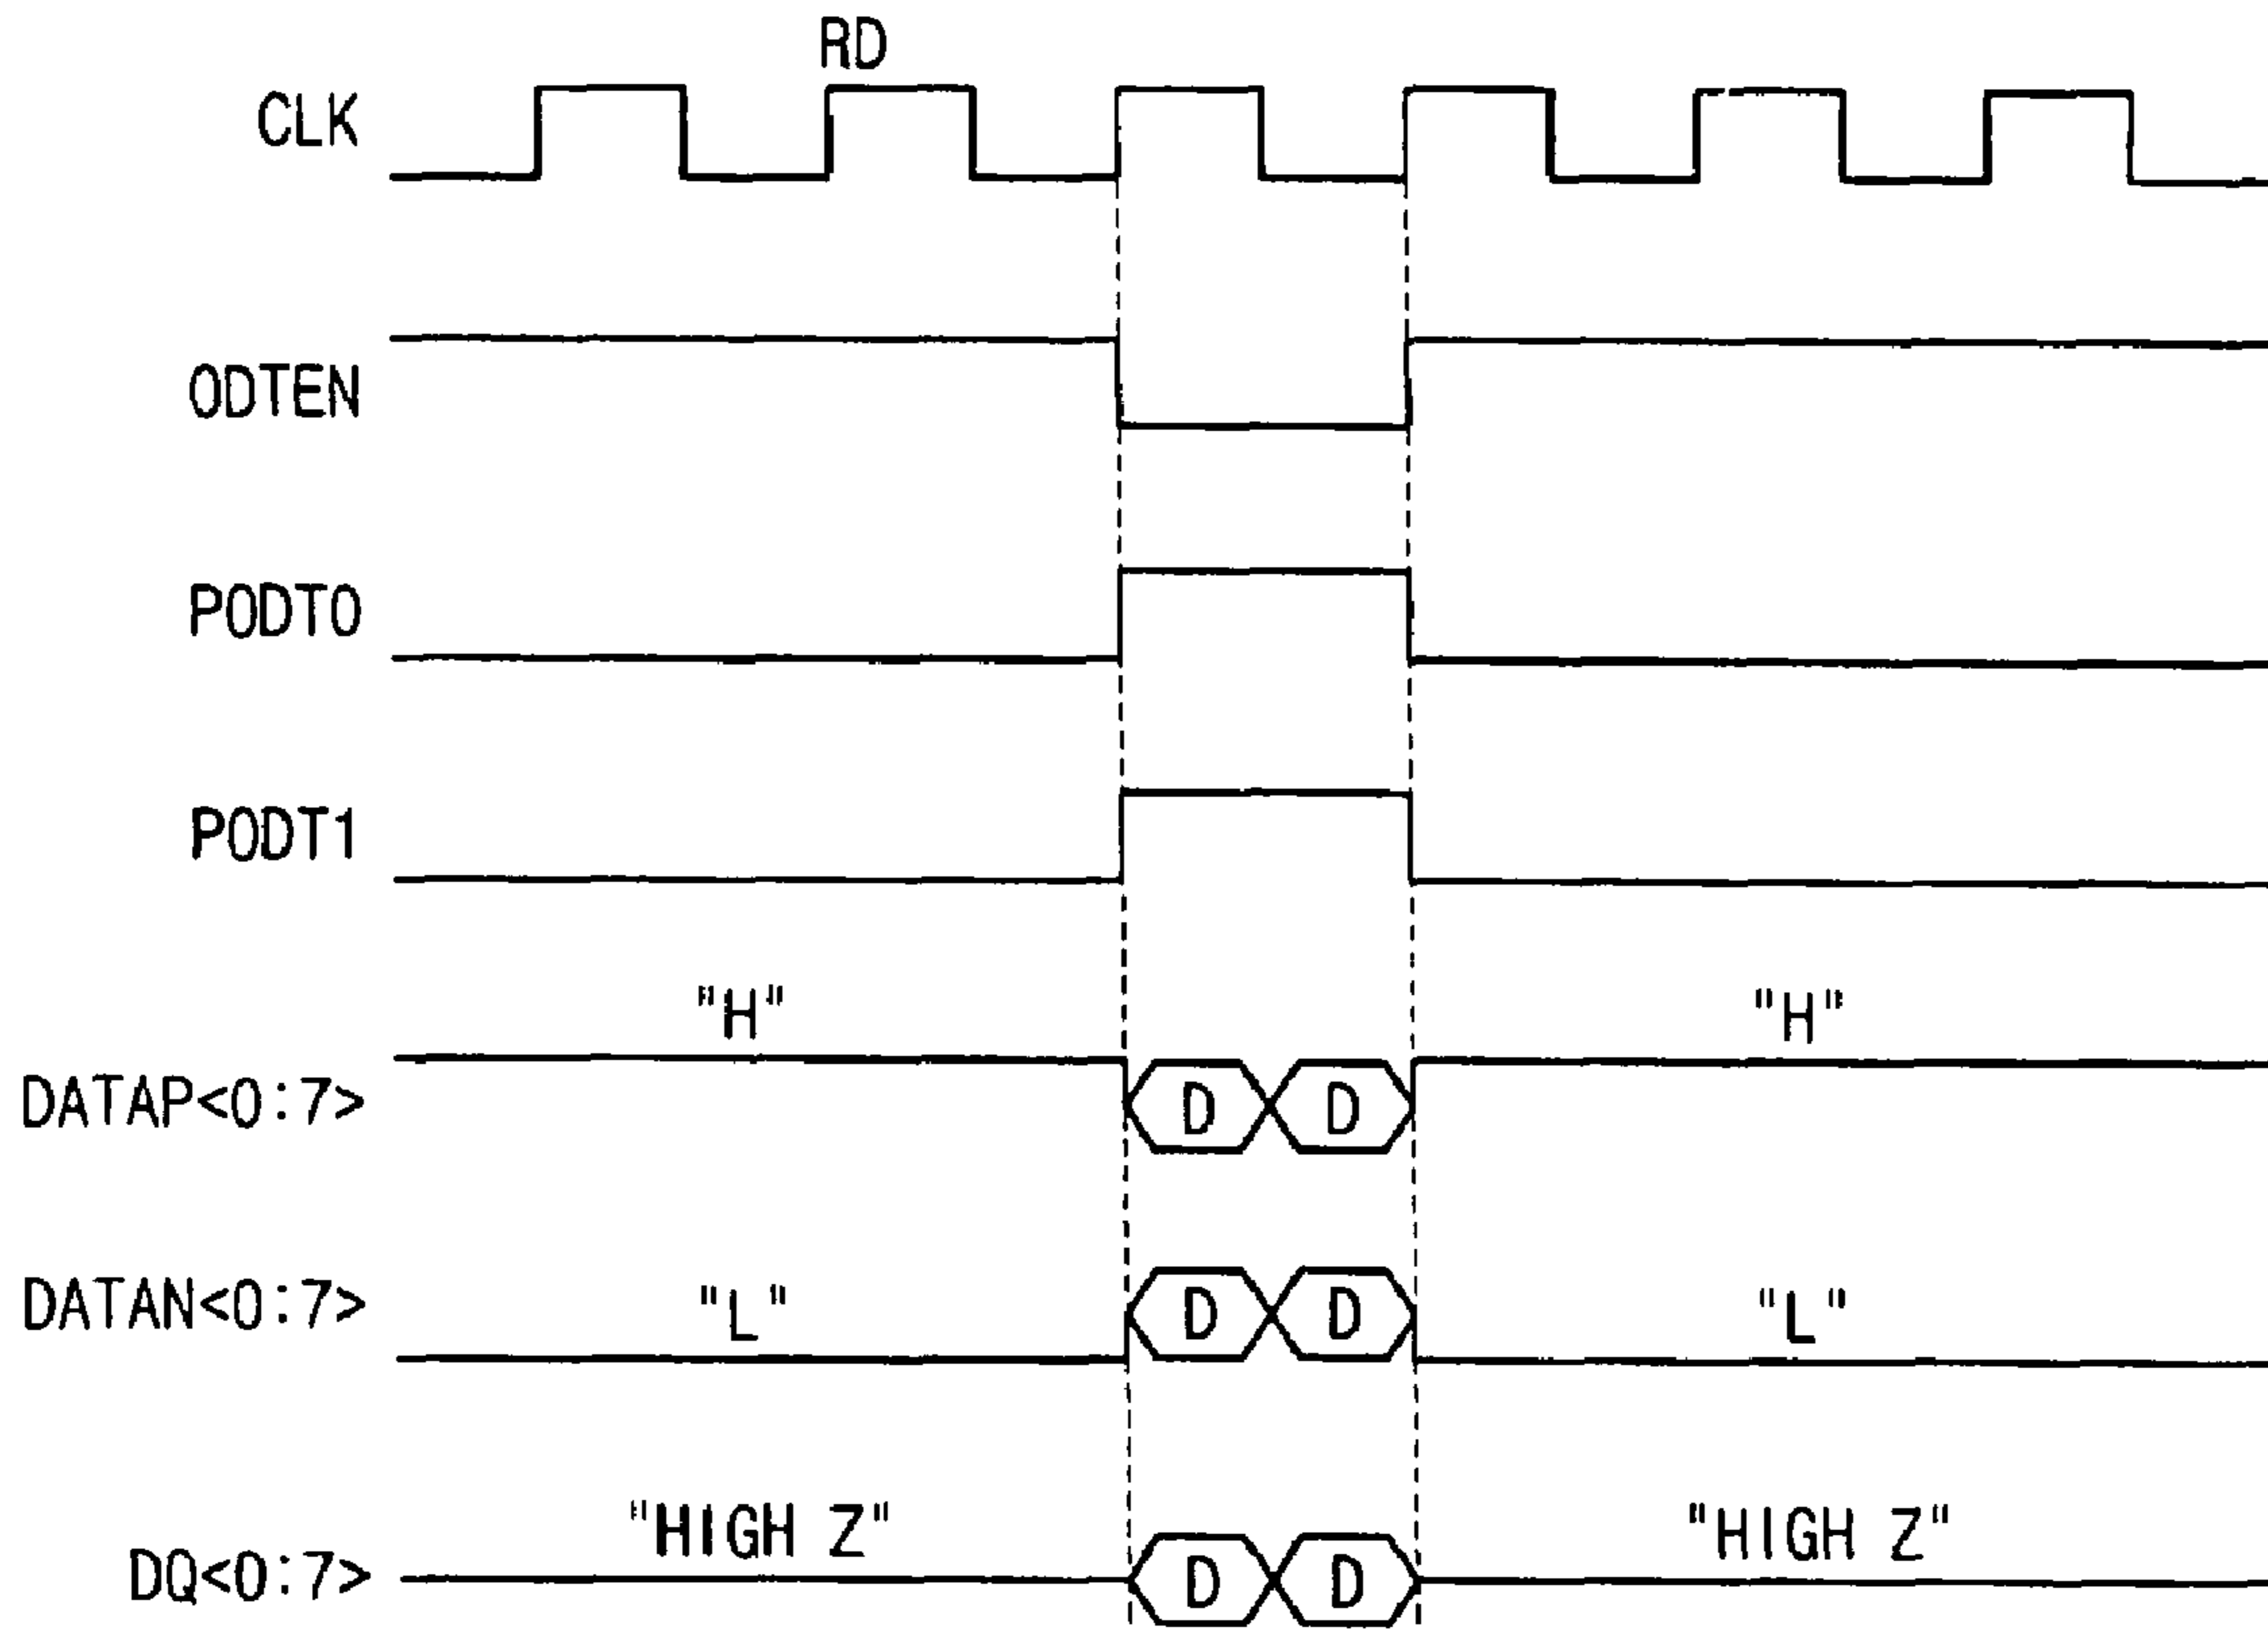 RD
CLK
ODTEN
PODT0
PODT1
"H" "H"
DATAP<0:7> D D
DATAN<0:7> "L" D D "L"
"HIGH Z" "HIGH Z"
DQ<0:7> D D